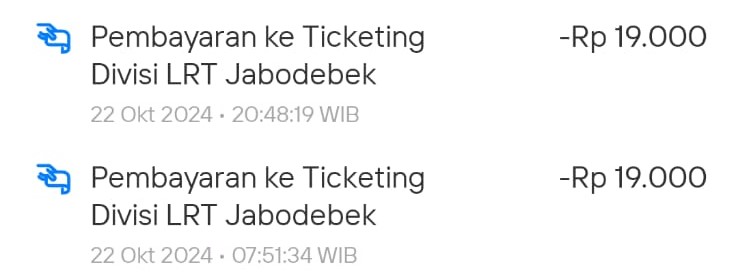 Pembayaran ke Ticketing -Rp 19.000
Divisi LRT Jabodebek
22 Okt 2024 • 20:48:19 WIB
Pembayaran ke Ticketing -Rp 19.000
Divisi LRT Jabodebek
22 Okt 2024 • 07:51:34 WIB